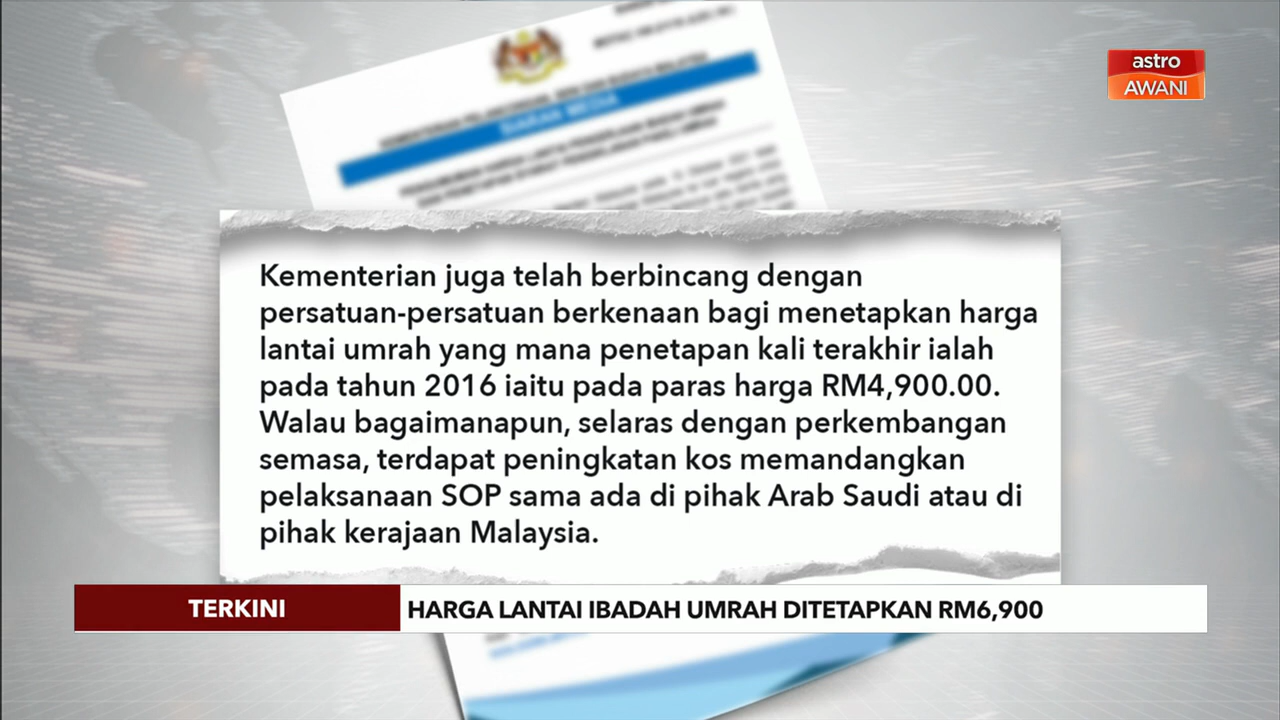 astro
AWANI
SIARAN MEDIA
Kementerian juga telah berbincang dengan
persatuan-persatuan berkenaan bagi menetapkan harga
lantai umrah yang mana penetapan kali terakhir ialah
pada tahun 2016 iaitu pada paras harga RM4,900.00.
Walau bagaimanapun, selaras dengan perkembangan
semasa, terdapat peningkatan kos memandangkan
pelaksanaan SOP sama ada di pihak Arab Saudi atau di
pihak kerajaan Malaysia.
TERKINI
HARGA LANTAI IBADAH UMRAH DITETAPKAN RM6,900